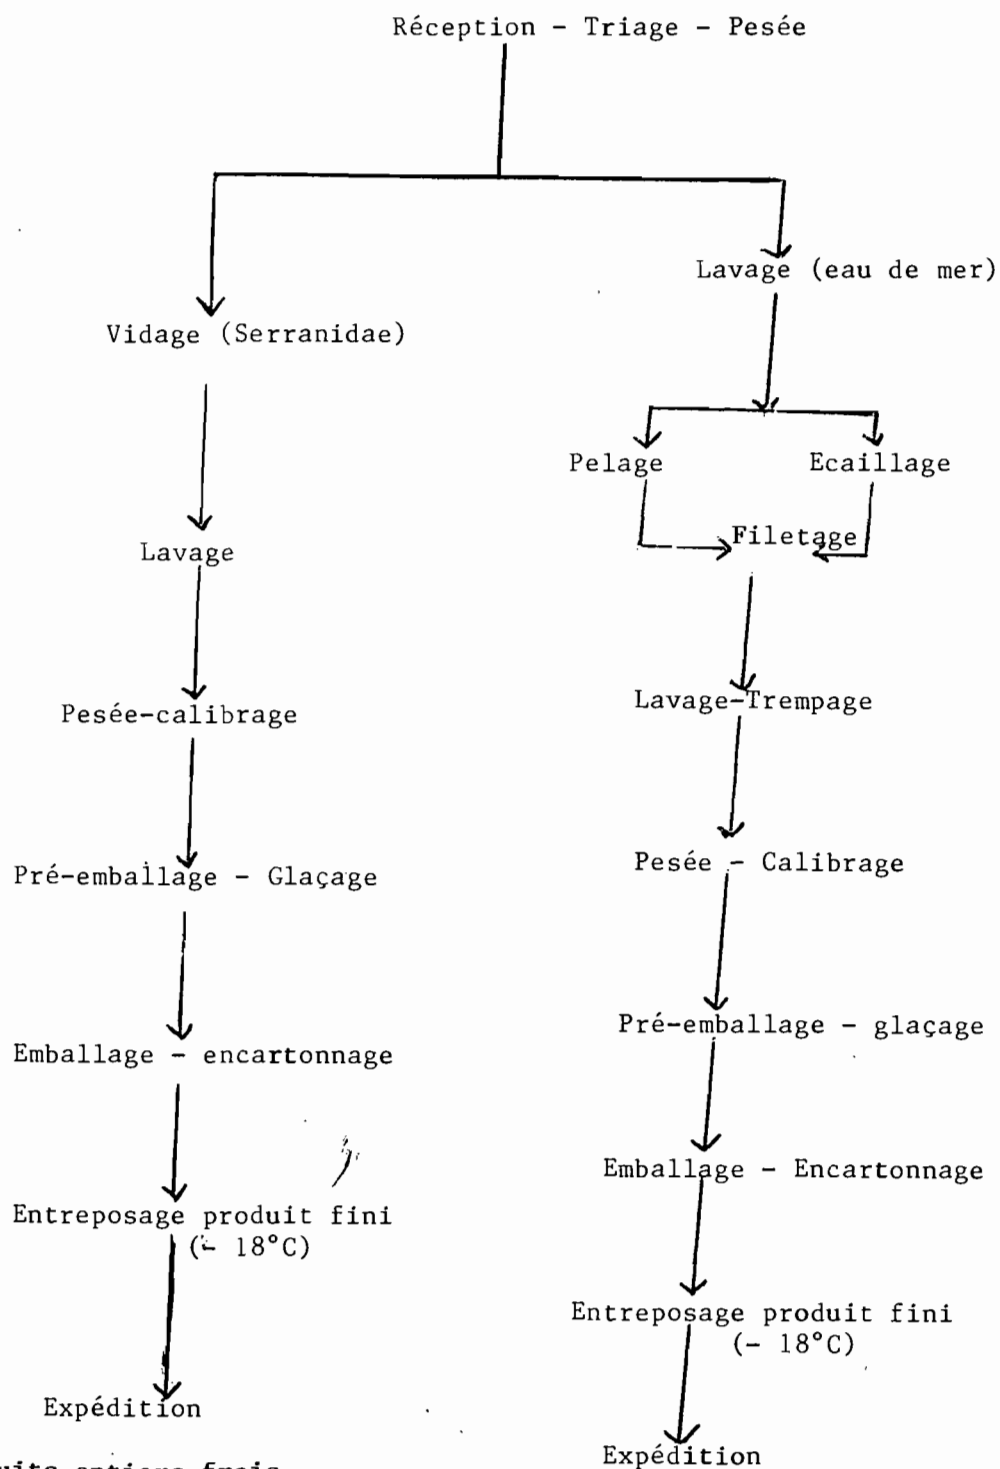 Réception - Triage - Pesée
Vidage (Serranidae)
Lavage
Pesée-calibrage
Pré-emballage - Glaçage
Emballage - encartonnage
Entreposage produit fini
(- 18°C)
Expédition
Lavage (eau de mer)
Pelage
Ecaillage
Filetage
Lavage-Trempage
Pesée - Calibrage
Pré-emballage - glaçage
Emballage - Encartonnage
Entreposage produit fini
(- 18°C)
Expédition